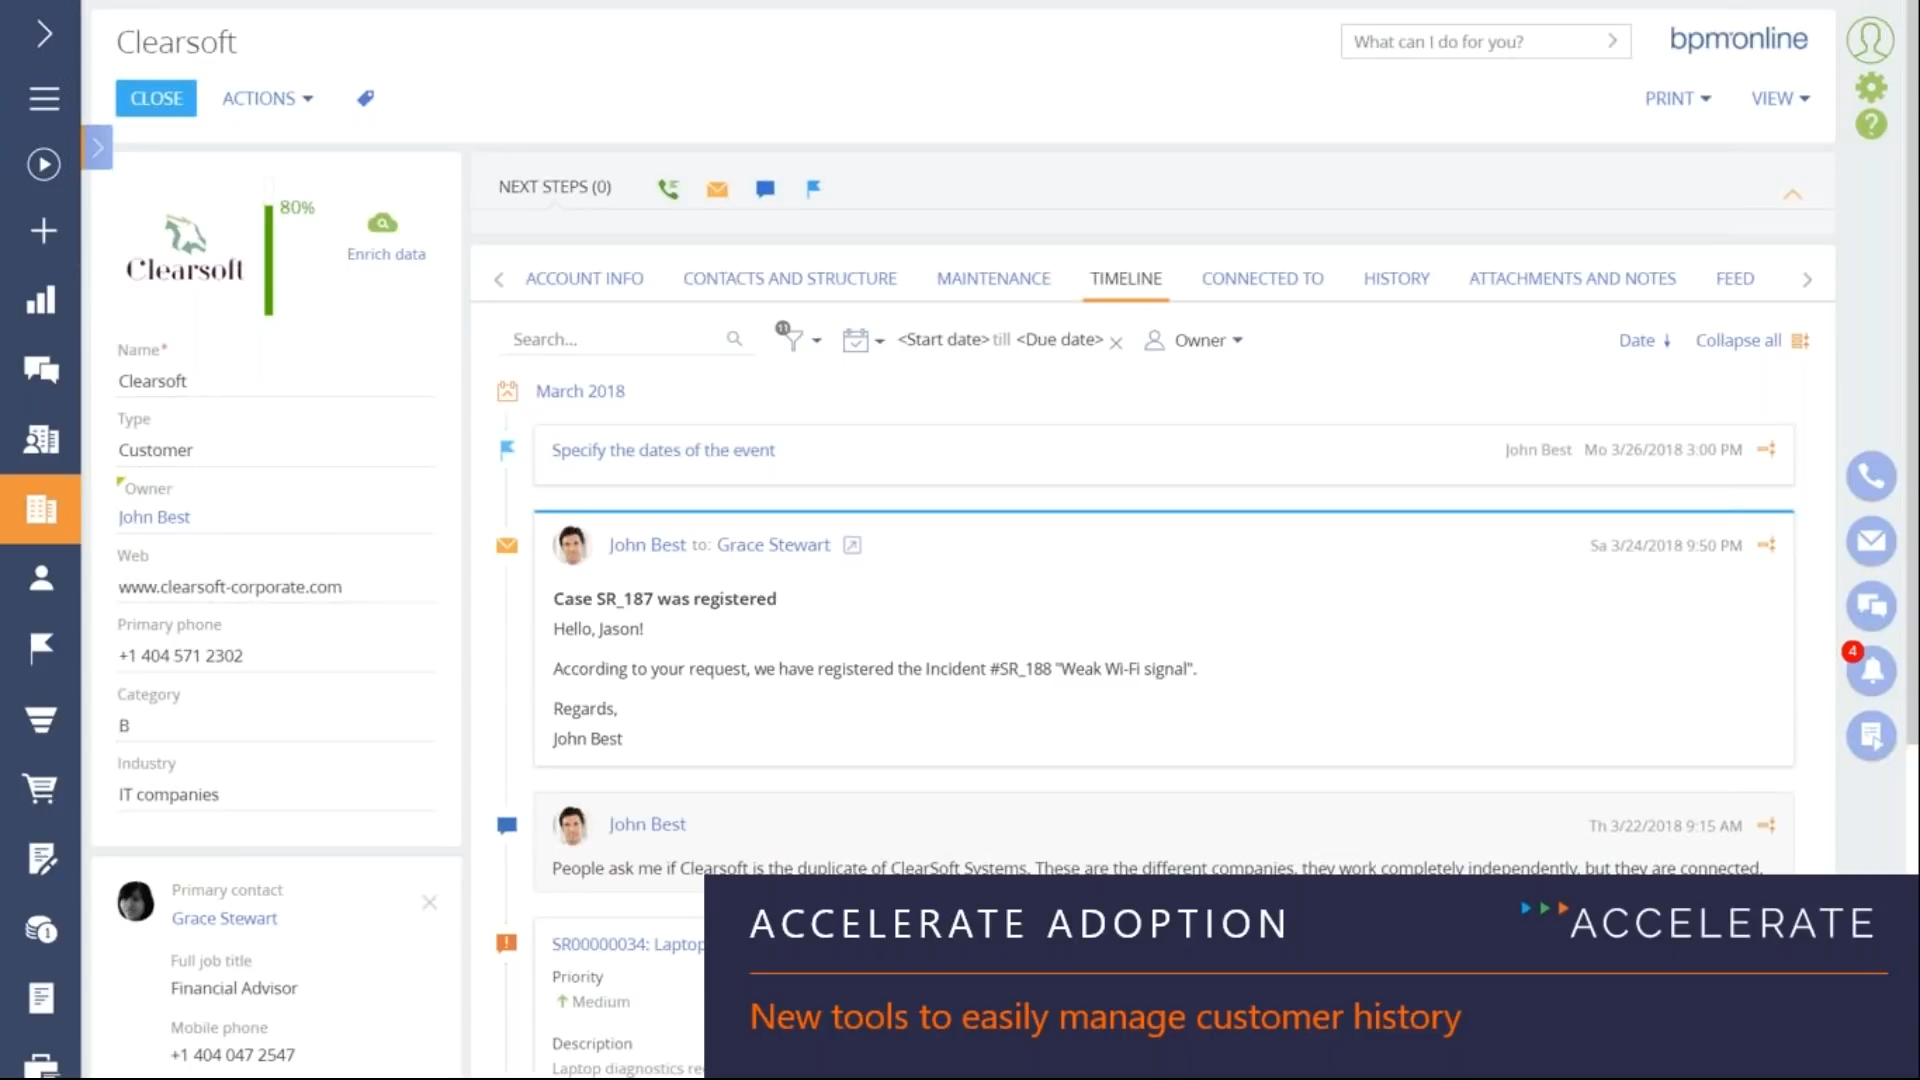 Clearsoft
What can I do for you?
bpm'online
CLOSE
ACTIONS
PRINT
VIEW
80%
Enrich data
Clearsoft
NEXT STEPS (0)
ACCOUNT INFO
CONTACTS AND STRUCTURE
MAINTENANCE
TIMELINE
CONNECTED TO
HISTORY
ATTACHMENTS AND NOTES
FEED
Search...
11
<Start date> till <Due date>
Owner
Date
Collapse all
Name*
Clearsoft
Type
Customer
Owner
John Best
Web
www.clearsoft-corporate.com
Primary phone
+1 404 571 2302
Category
B
Industry
IT companies
Primary contact
Grace Stewart
Full job title
Financial Advisor
Mobile phone
+1 404 047 2547
1
March 2018
Specify the dates of the event
John Best Mo 3/26/2018 3:00 PM
John Best to: Grace Stewart
Sa 3/24/2018 9:50 PM
Case SR_187 was registered
Hello, Jason!
According to your request, we have registered the Incident #SR_188 "Weak Wi-Fi signal".
Regards,
John Best
John Best
Th 3/22/2018 9:15 AM
People ask me if Clearsoft is the duplicate of ClearSoft Systems. These are the different companies, they work completely independently, but they are connected.
SR00000034: Laptop
Priority
Medium
Description
Laptop diagnostics re
4
ACCELERATE ADOPTION
ACCELERATE
New tools to easily manage customer history